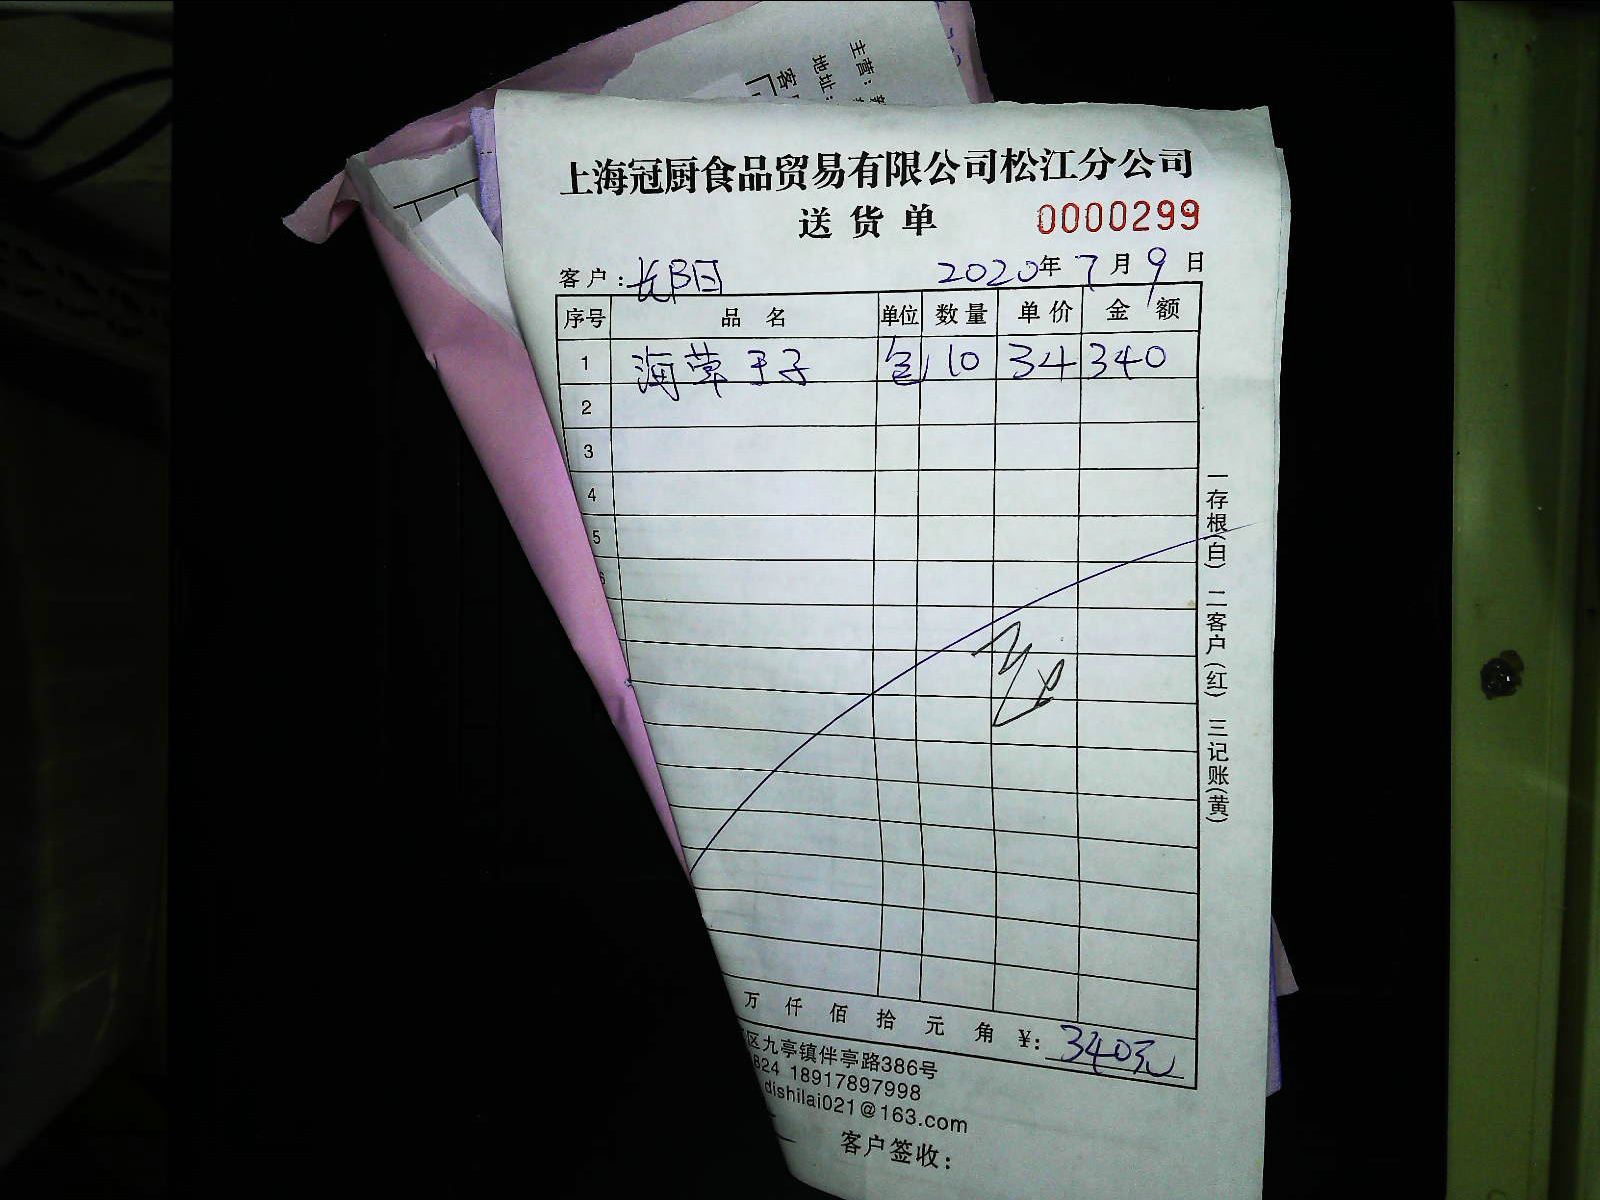 主营:
地址:
客
上海冠厨食品贸易有限公司松江分公司
送货单 0000299
客户:长阳 2020年7月9日
序号 品名 单位 数量 单价 金额
1 海草 包 10 34 340
2
3
4
5
6
万 仟 佰 拾 元 角 ¥: 340元
区九亭镇伴亭路386号
824 18917897998
dishilai021@163.com
客户签收:
一存根(白) 二客户(红) 三记账(黄)